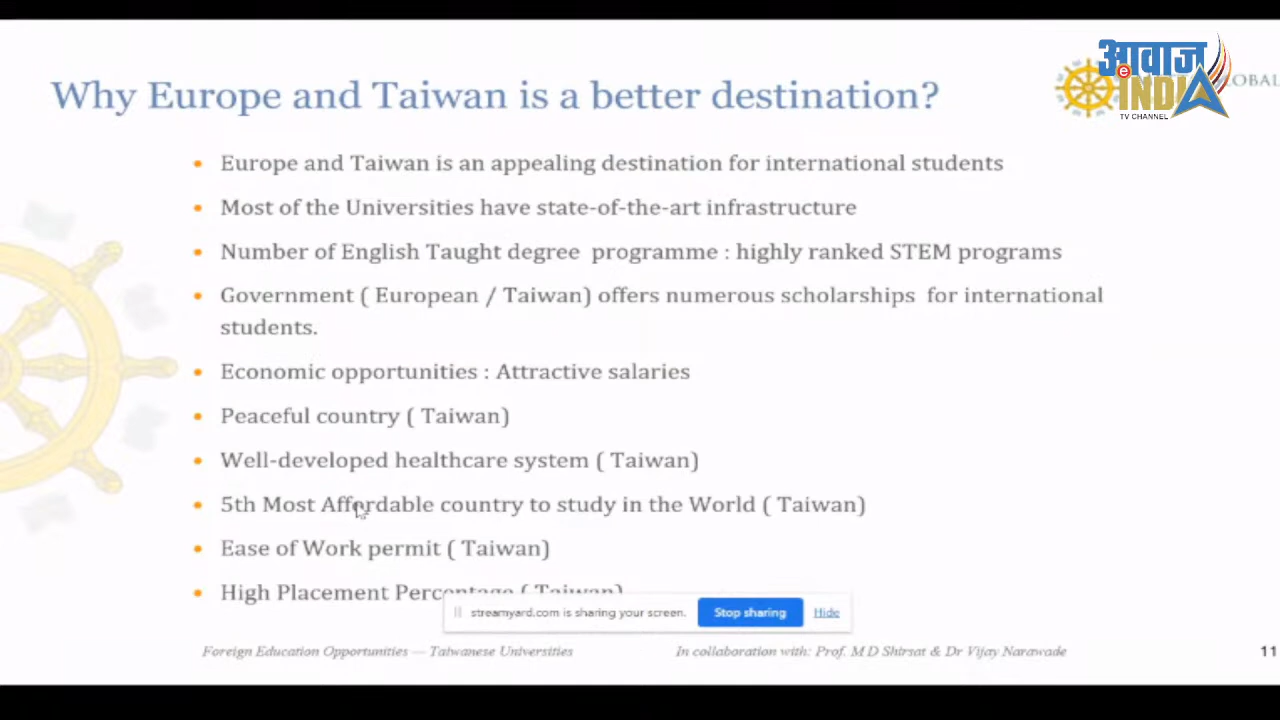 Why Europe and Taiwan is a better destination?
आवाज
e
INDIA
TV CHANNEL
OBAL
• Europe and Taiwan is an appealing destination for international students
• Most of the Universities have state-of-the-art infrastructure
• Number of English Taught degree programme : highly ranked STEM programs
• Government ( European / Taiwan) offers numerous scholarships for international
students.
• Economic opportunities : Attractive salaries
• Peaceful country ( Taiwan)
• Well-developed healthcare system ( Taiwan)
• 5th Most Affordable country to study in the World ( Taiwan)
• Ease of Work permit ( Taiwan)
• High Placement Percentage ( Taiwan)
streamyard.com is sharing your screen. Stop sharing Hide
Foreign Education Opportunities — Taiwanese Universities In collaboration with: Prof. M D Shirsat & Dr Vijay Narawade 11